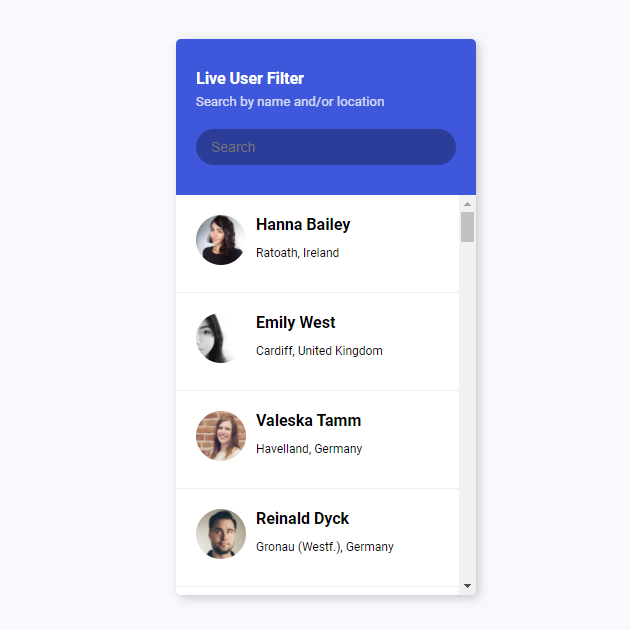 Live User Filter
Search by name and/or location
Search
Hanna Bailey
Ratoath, Ireland
Emily West
Cardiff, United Kingdom
Valeska Tamm
Havelland, Germany
Reinald Dyck
Gronau (Westf.), Germany